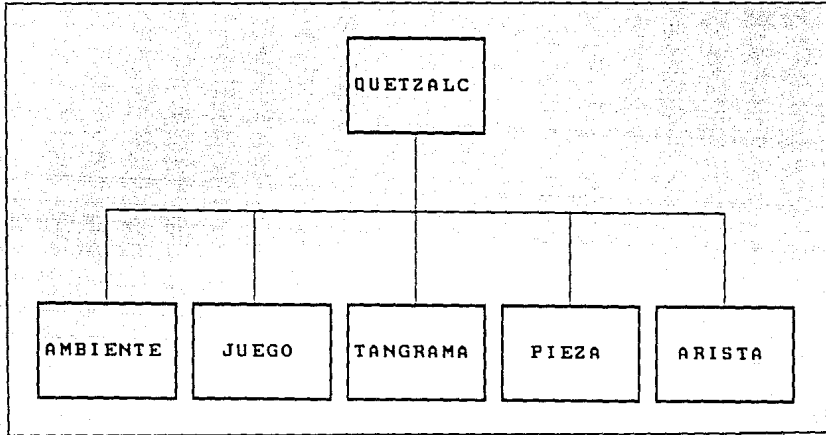 QUETZALC
AMBIENTE
JUEGO
TANGRAMA
PIEZA
ARISTA